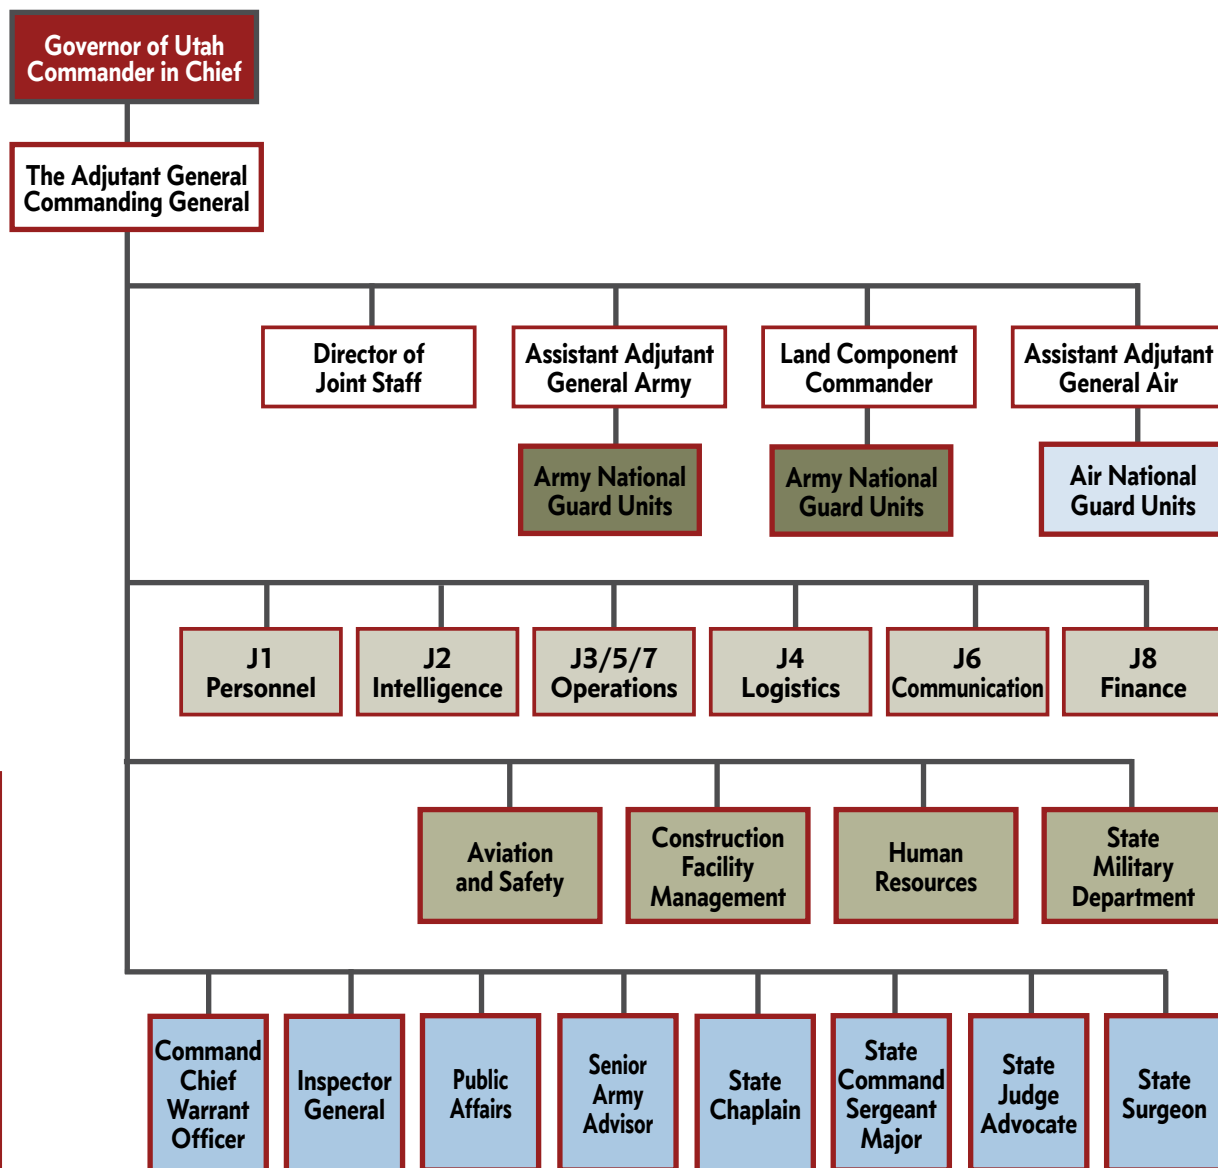 Governor of Utah
Commander in Chief
The Adjutant General
Commanding General
Director of
Joint Staff
Assistant Adjutant
General Army
Land Component
Commander
Assistant Adjutant
General Air
Army National
Guard Units
Army National
Guard Units
Air National
Guard Units
J1
Personnel
J2
Intelligence
J3/5/7
Operations
J4
Logistics
J6
Communication
J8
Finance
Aviation
and Safety
Construction
Facility
Management
Human
Resources
State
Military
Department
Command
Chief
Warrant
Officer
Inspector
General
Public
Affairs
Senior
Army
Advisor
State
Chaplain
State
Command
Sergeant
Major
State
Judge
Advocate
State
Surgeon